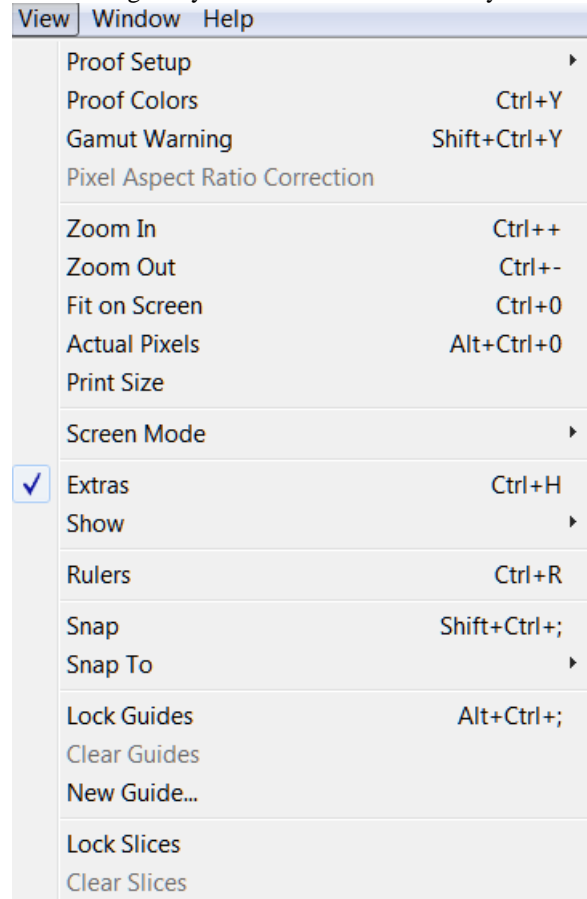 View Window Help
Proof Setup
Proof Colors Ctrl+Y
Gamut Warning Shift+Ctrl+Y
Pixel Aspect Ratio Correction
Zoom In Ctrl++
Zoom Out Ctrl+-
Fit on Screen Ctrl+0
Actual Pixels Alt+Ctrl+0
Print Size
Screen Mode
Extras Ctrl+H
Show
Rulers Ctrl+R
Snap Shift+Ctrl+;
Snap To
Lock Guides Alt+Ctrl+;
Clear Guides
New Guide...
Lock Slices
Clear Slices